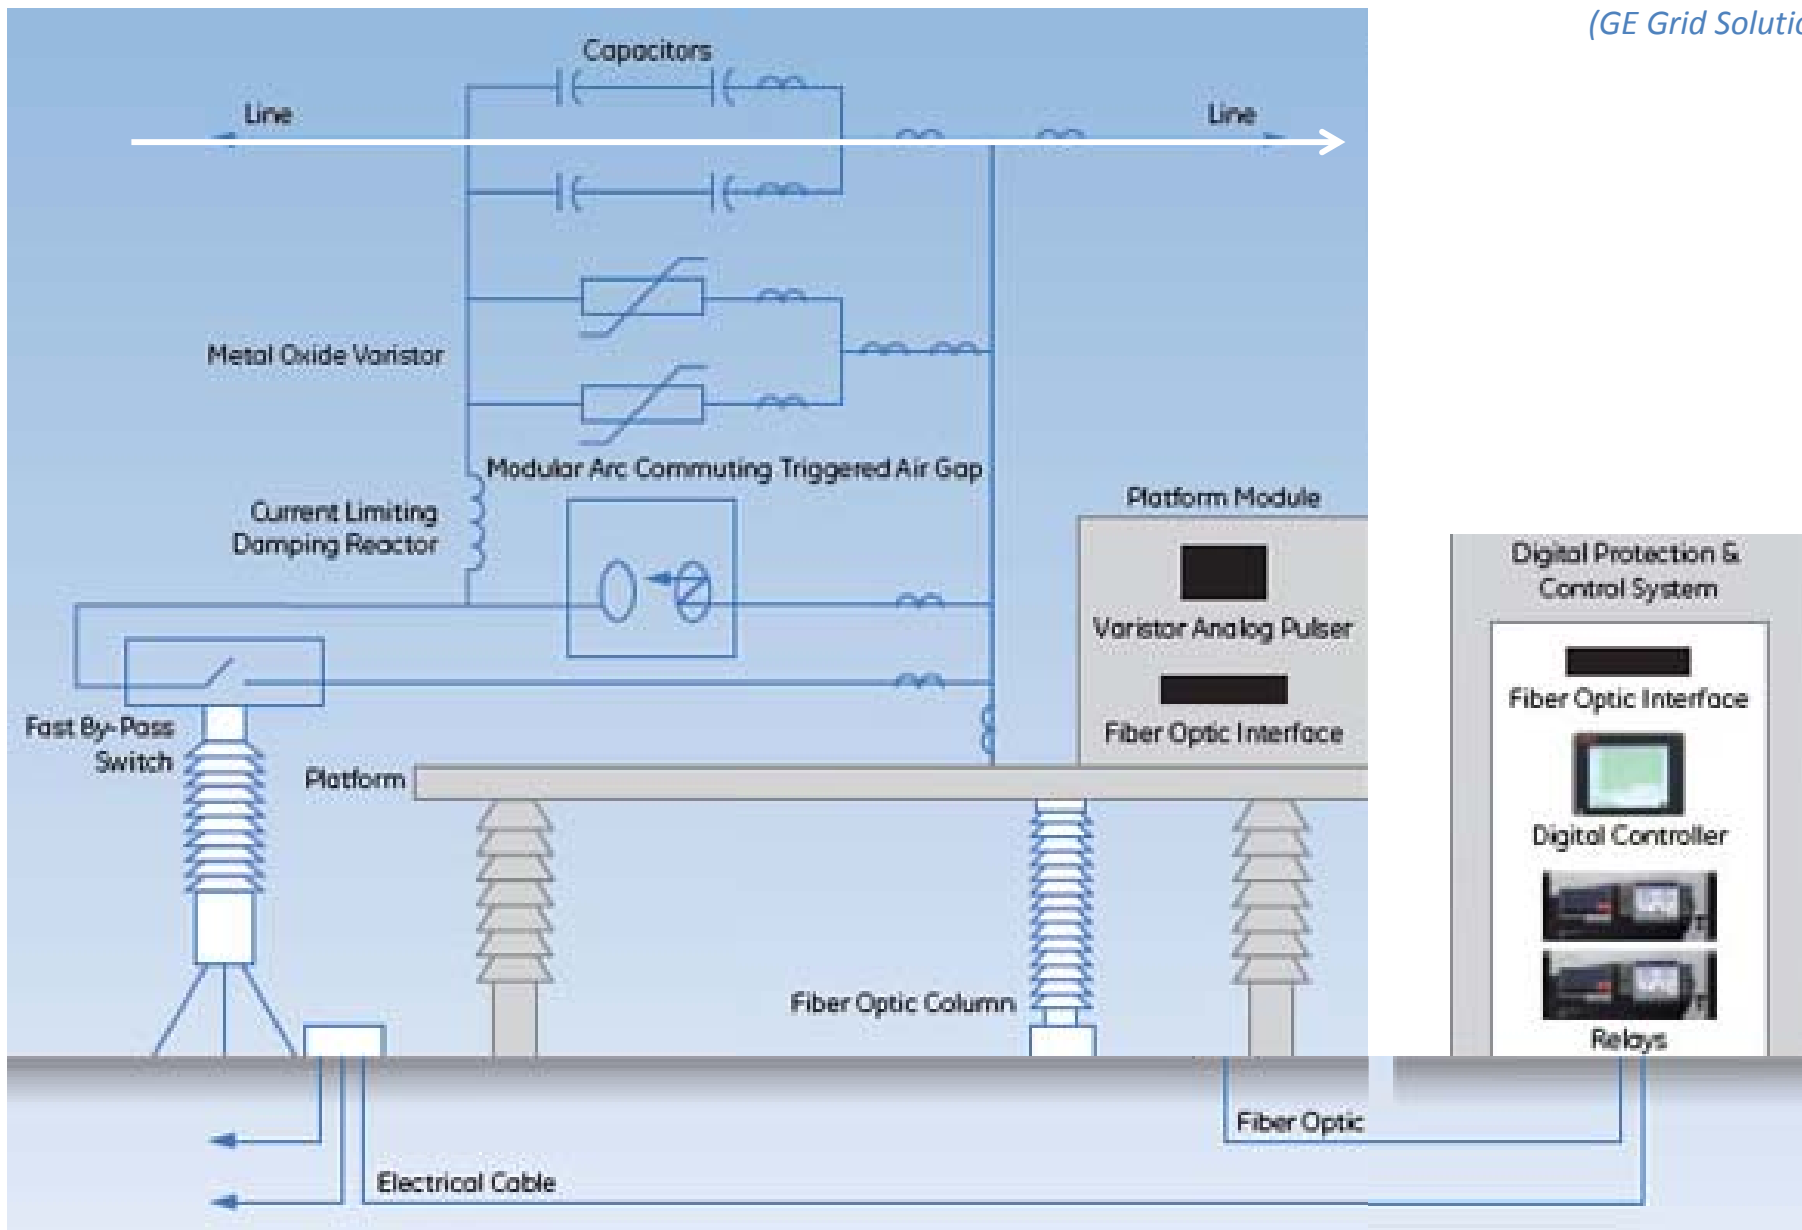 (GE Grid Solutio
Capacitors
Line
Line
Metal Oxide Varistor
Modular Arc Commuting Triggered Air Gap
Current Limiting
Damping Reactor
Platform Module
Varistor Analog Pulser
Fiber Optic Interface
Digital Protection &
Control System
Fiber Optic Interface
Digital Controller
Relays
Fast By-Pass
Switch
Platform
Fiber Optic Column
Fiber Optic
Electrical Cable